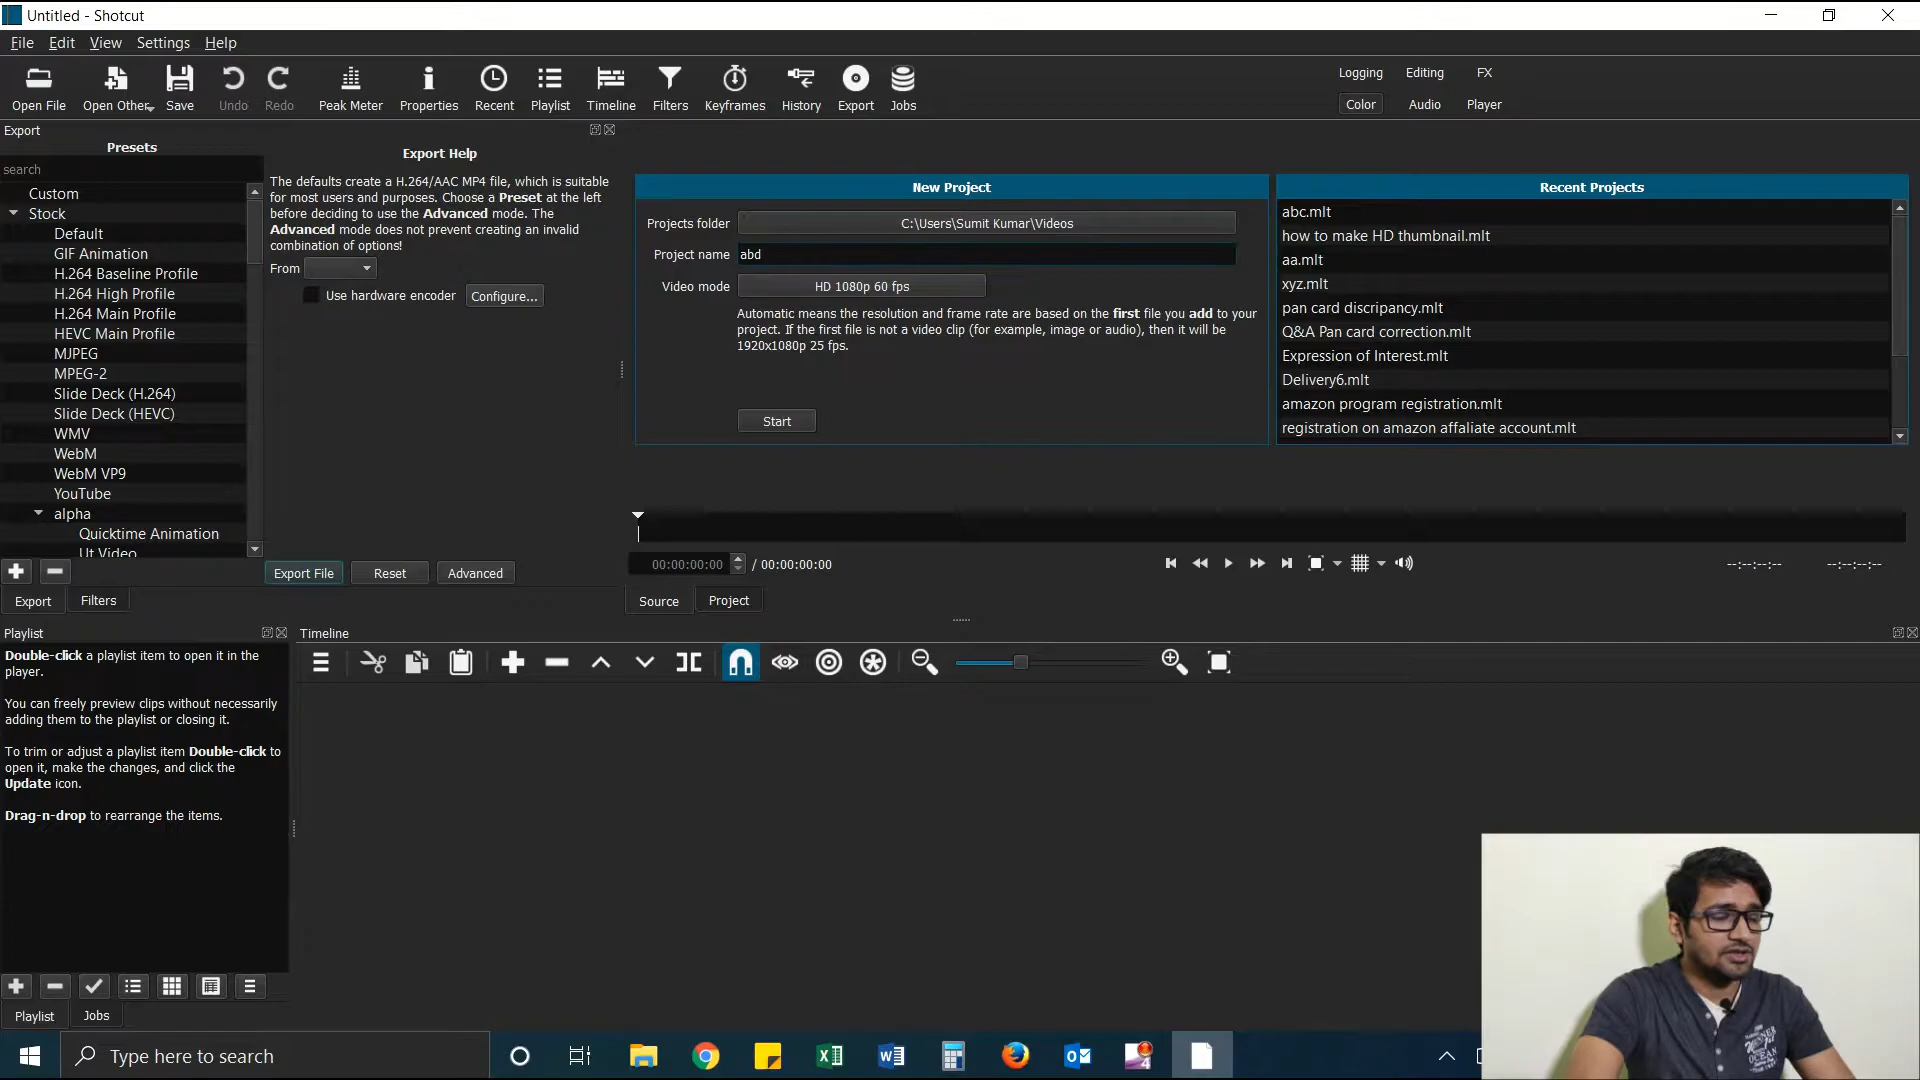 Untitled - Shotcut
File Edit View Settings Help
Open File Open Other Save Undo Redo Peak Meter Properties Recent Playlist Timeline Filters Keyframes History Export Jobs
Logging Editing FX
Color Audio Player
Export
Presets
search
Custom
Stock
Default
GIF Animation
H.264 Baseline Profile
H.264 High Profile
H.264 Main Profile
HEVC Main Profile
MJPEG
MPEG-2
Slide Deck (H.264)
Slide Deck (HEVC)
WMV
WebM
WebM VP9
YouTube
alpha
Quicktime Animation
Ut Video
Export Help
The defaults create a H.264/AAC MP4 file, which is suitable
for most users and purposes. Choose a Preset at the left
before deciding to use the Advanced mode. The
Advanced mode does not prevent creating an invalid
combination of options!
From
Use hardware encoder Configure...
Export File Reset Advanced
Export Filters
New Project
Projects folder C:\Users\Sumit Kumar\Videos
Project name abd
Video mode HD 1080p 60 fps
Automatic means the resolution and frame rate are based on the first file you add to your
project. If the first file is not a video clip (for example, image or audio), then it will be
1920x1080p 25 fps.
Start
Recent Projects
abc.mlt
how to make HD thumbnail.mlt
aa.mlt
xyz.mlt
pan card discripancy.mlt
Q&A Pan card correction.mlt
Expression of Interest.mlt
Delivery6.mlt
amazon program registration.mlt
registration on amazon affaliate account.mlt
00:00:00:00 / 00:00:00:00
--:--:--:-- --:--:--:--
Source Project
Playlist
Double-click a playlist item to open it in the
player.
You can freely preview clips without necessarily
adding them to the playlist or closing it.
To trim or adjust a playlist item Double-click to
open it, make the changes, and click the
Update icon.
Drag-n-drop to rearrange the items.
Playlist Jobs
Timeline
Type here to search
OCEAN